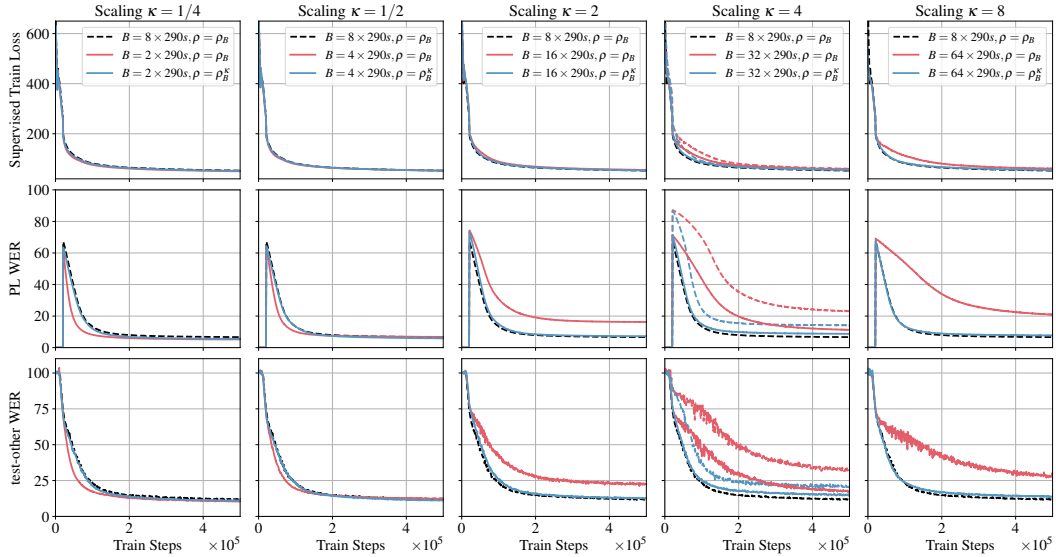 Scaling κ = 1/4
Scaling κ = 1/2
Scaling κ = 2
Scaling κ = 4
Scaling κ = 8
Supervised Train Loss
600
400
200
B = 8 × 290s, ρ = ρ_B
B = 2 × 290s, ρ = ρ_B
B = 2 × 290s, ρ = ρ_B^κ
B = 8 × 290s, ρ = ρ_B
B = 4 × 290s, ρ = ρ_B
B = 4 × 290s, ρ = ρ_B^κ
B = 8 × 290s, ρ = ρ_B
B = 16 × 290s, ρ = ρ_B
B = 16 × 290s, ρ = ρ_B^κ
B = 8 × 290s, ρ = ρ_B
B = 32 × 290s, ρ = ρ_B
B = 32 × 290s, ρ = ρ_B^κ
B = 8 × 290s, ρ = ρ_B
B = 64 × 290s, ρ = ρ_B
B = 64 × 290s, ρ = ρ_B^κ
PL WER
100
80
60
40
20
0
test-other WER
100
75
50
25
0
0 2 4
×10^5
Train Steps
0 2 4
×10^5
Train Steps
0 2 4
×10^5
Train Steps
0 2 4
×10^5
Train Steps
0 2 4
×10^5
Train Steps